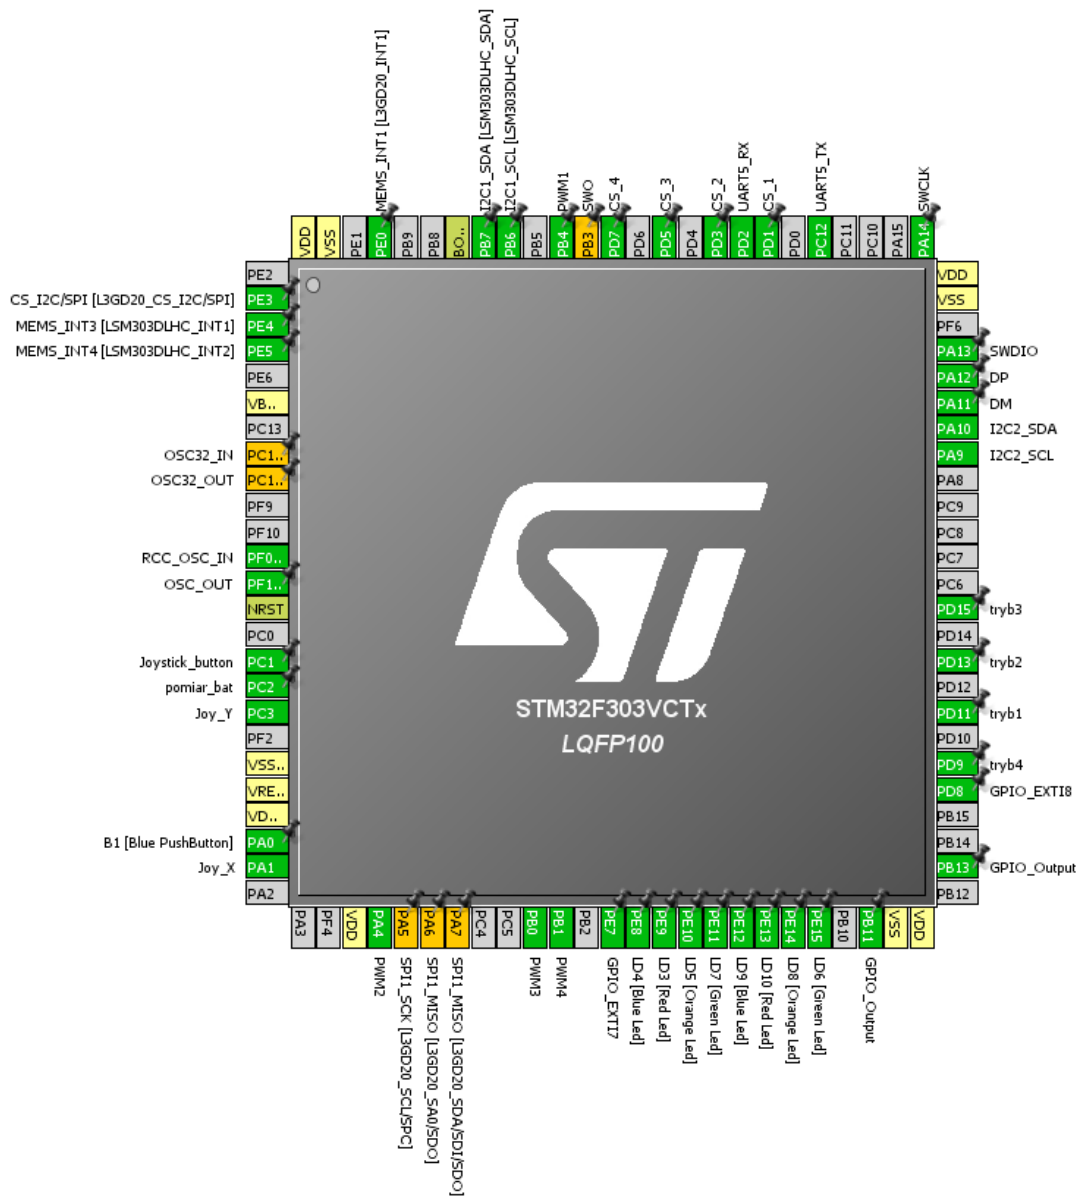 MEMS_INT1 [L3GD20_INT1]
I2C1_SDA [LSM303DLHC_SDA]
I2C1_SCL [LSM303DLHC_SCL]
PWM1
SWO
CS_4
CS_3
CS_2
UART5_RX
CS_1
UART5_TX
SWCLK
VDD
VSS
PE1
PE0
PB9
PB8
BO..
PB7
PB6
PB5
PB4
PB3
PD7
PD6
PD5
PD4
PD3
PD2
PD1
PD0
PC12
PC11
PC10
PA15
PA14
PE2
CS_I2C/SPI [L3GD20_CS_I2C/SPI] PE3
MEMS_INT3 [LSM303DLHC_INT1] PE4
MEMS_INT4 [LSM303DLHC_INT2] PE5
PE6
VB..
PC13
OSC32_IN PC1..
OSC32_OUT PC1..
PF9
PF10
RCC_OSC_IN PF0..
OSC_OUT PF1..
NRST
PC0
Joystick_button PC1
pomiar_bat PC2
Joy_Y PC3
PF2
VSS..
VRE..
VD..
B1 [Blue PushButton] PA0
Joy_X PA1
PA2
STM32F303VCTx
LQFP100
VDD
VSS
PF6
PA13 SWDIO
PA12 DP
PA11 DM
PA10 I2C2_SDA
PA9 I2C2_SCL
PA8
PC9
PC8
PC7
PC6
PD15 tryb3
PD14
PD13 tryb2
PD12
PD11 tryb1
PD10
PD9 tryb4
PD8 GPIO_EXTI8
PB15
PB14
PB13 GPIO_Output
PB12
PA3
PF4
VDD
PA4
PA5
PA6
PA7
PC4
PC5
PB0
PB1
PB2
PE7
PE8
PE9
PE10
PE11
PE12
PE13
PE14
PE15
PB10
PB11
VSS
VDD
PWM2
SPI1_SCK [L3GD20_SCL/SPC]
SPI1_MISO [L3GD20_SA0/SDO]
SPI1_MISO [L3GD20_SDA/SDI/SDO]
PWM3
PWM4
GPIO_EXTI7
LD4 [Blue Led]
LD3 [Red Led]
LD5 [Orange Led]
LD7 [Green Led]
LD9 [Blue Led]
LD10 [Red Led]
LD8 [Orange Led]
LD6 [Green Led]
GPIO_Output